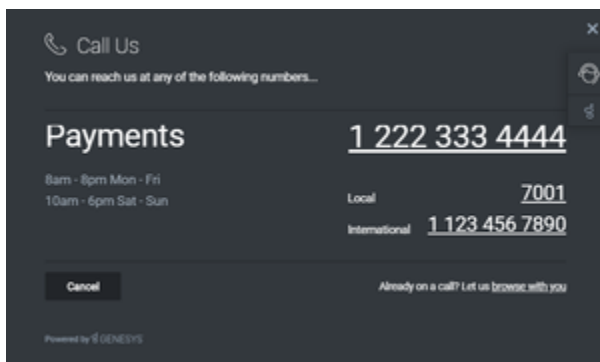 Call Us
You can reach us at any of the following numbers...
Payments
1 222 333 4444
8am - 8pm Mon - Fri
10am - 6pm Sat - Sun
Local 7001
International 1 123 456 7890
Cancel
Already on a call? Let us browse with you
Powered by GENESYS